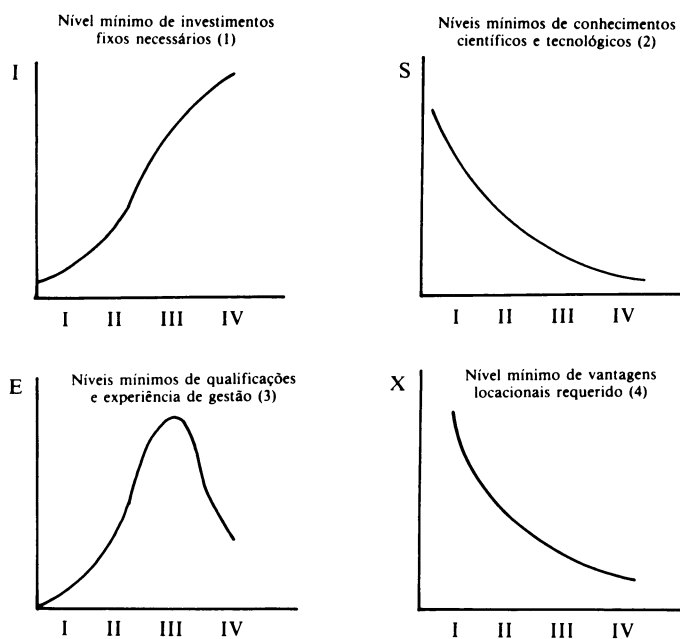 Nível mínimo de investimentos
fixos necessários (1)
I
I II III IV
Níveis mínimos de conhecimentos
científicos e tecnológicos (2)
S
I II III IV
Níveis mínimos de qualificações
e experiência de gestão (3)
E
I II III IV
Nível mínimo de vantagens
locacionais requerido (4)
X
I II III IV